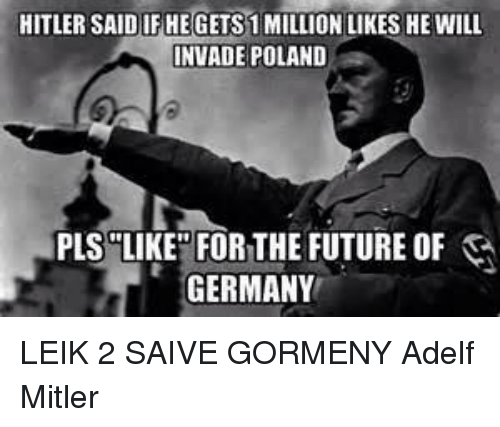 HITLER SAID IF HE GETS 1 MILLION LIKES HE WILL
INVADE POLAND
PLS "LIKE" FOR THE FUTURE OF
GERMANY
LEIK 2 SAIVE GORMENY Adelf
Mitler